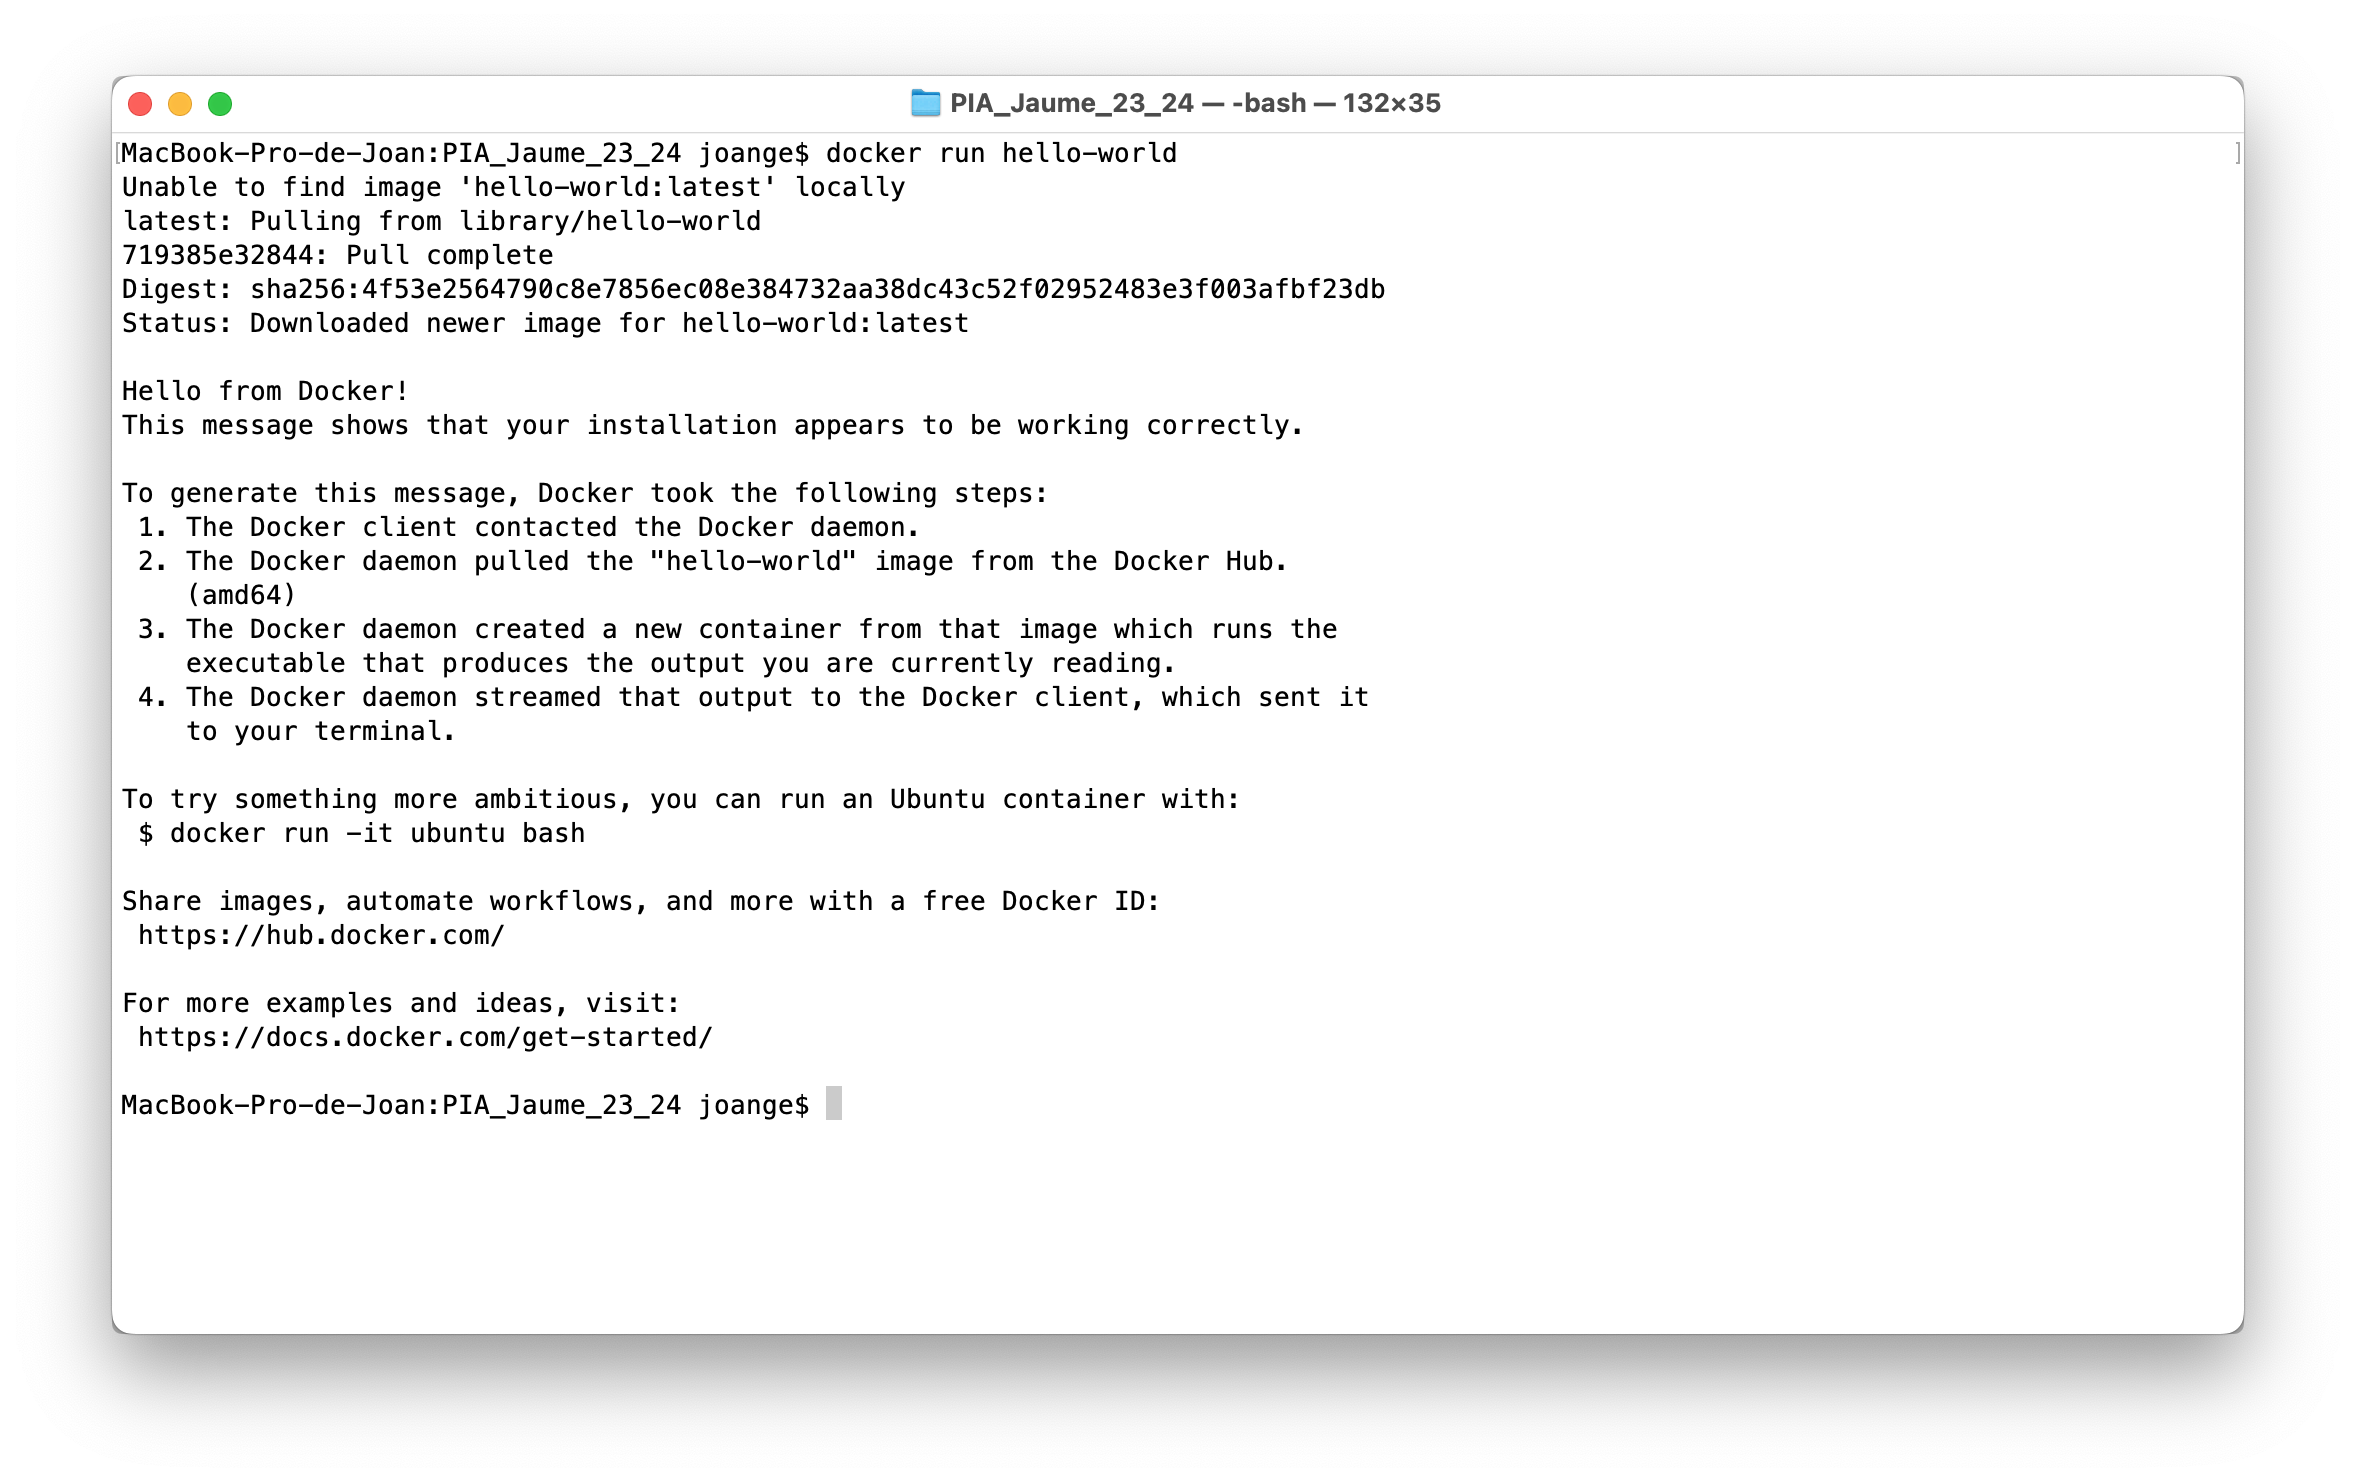 PIA_Jaume_23_24 — -bash — 132×35
MacBook-Pro-de-Joan:PIA_Jaume_23_24 joange$ docker run hello-world
Unable to find image 'hello-world:latest' locally
latest: Pulling from library/hello-world
719385e32844: Pull complete
Digest: sha256:4f53e2564790c8e7856ec08e384732aa38dc43c52f02952483e3f003afbf23db
Status: Downloaded newer image for hello-world:latest

Hello from Docker!
This message shows that your installation appears to be working correctly.

To generate this message, Docker took the following steps:
 1. The Docker client contacted the Docker daemon.
 2. The Docker daemon pulled the "hello-world" image from the Docker Hub.
    (amd64)
 3. The Docker daemon created a new container from that image which runs the
    executable that produces the output you are currently reading.
 4. The Docker daemon streamed that output to the Docker client, which sent it
    to your terminal.

To try something more ambitious, you can run an Ubuntu container with:
 $ docker run -it ubuntu bash

Share images, automate workflows, and more with a free Docker ID:
 https://hub.docker.com/

For more examples and ideas, visit:
 https://docs.docker.com/get-started/

MacBook-Pro-de-Joan:PIA_Jaume_23_24 joange$